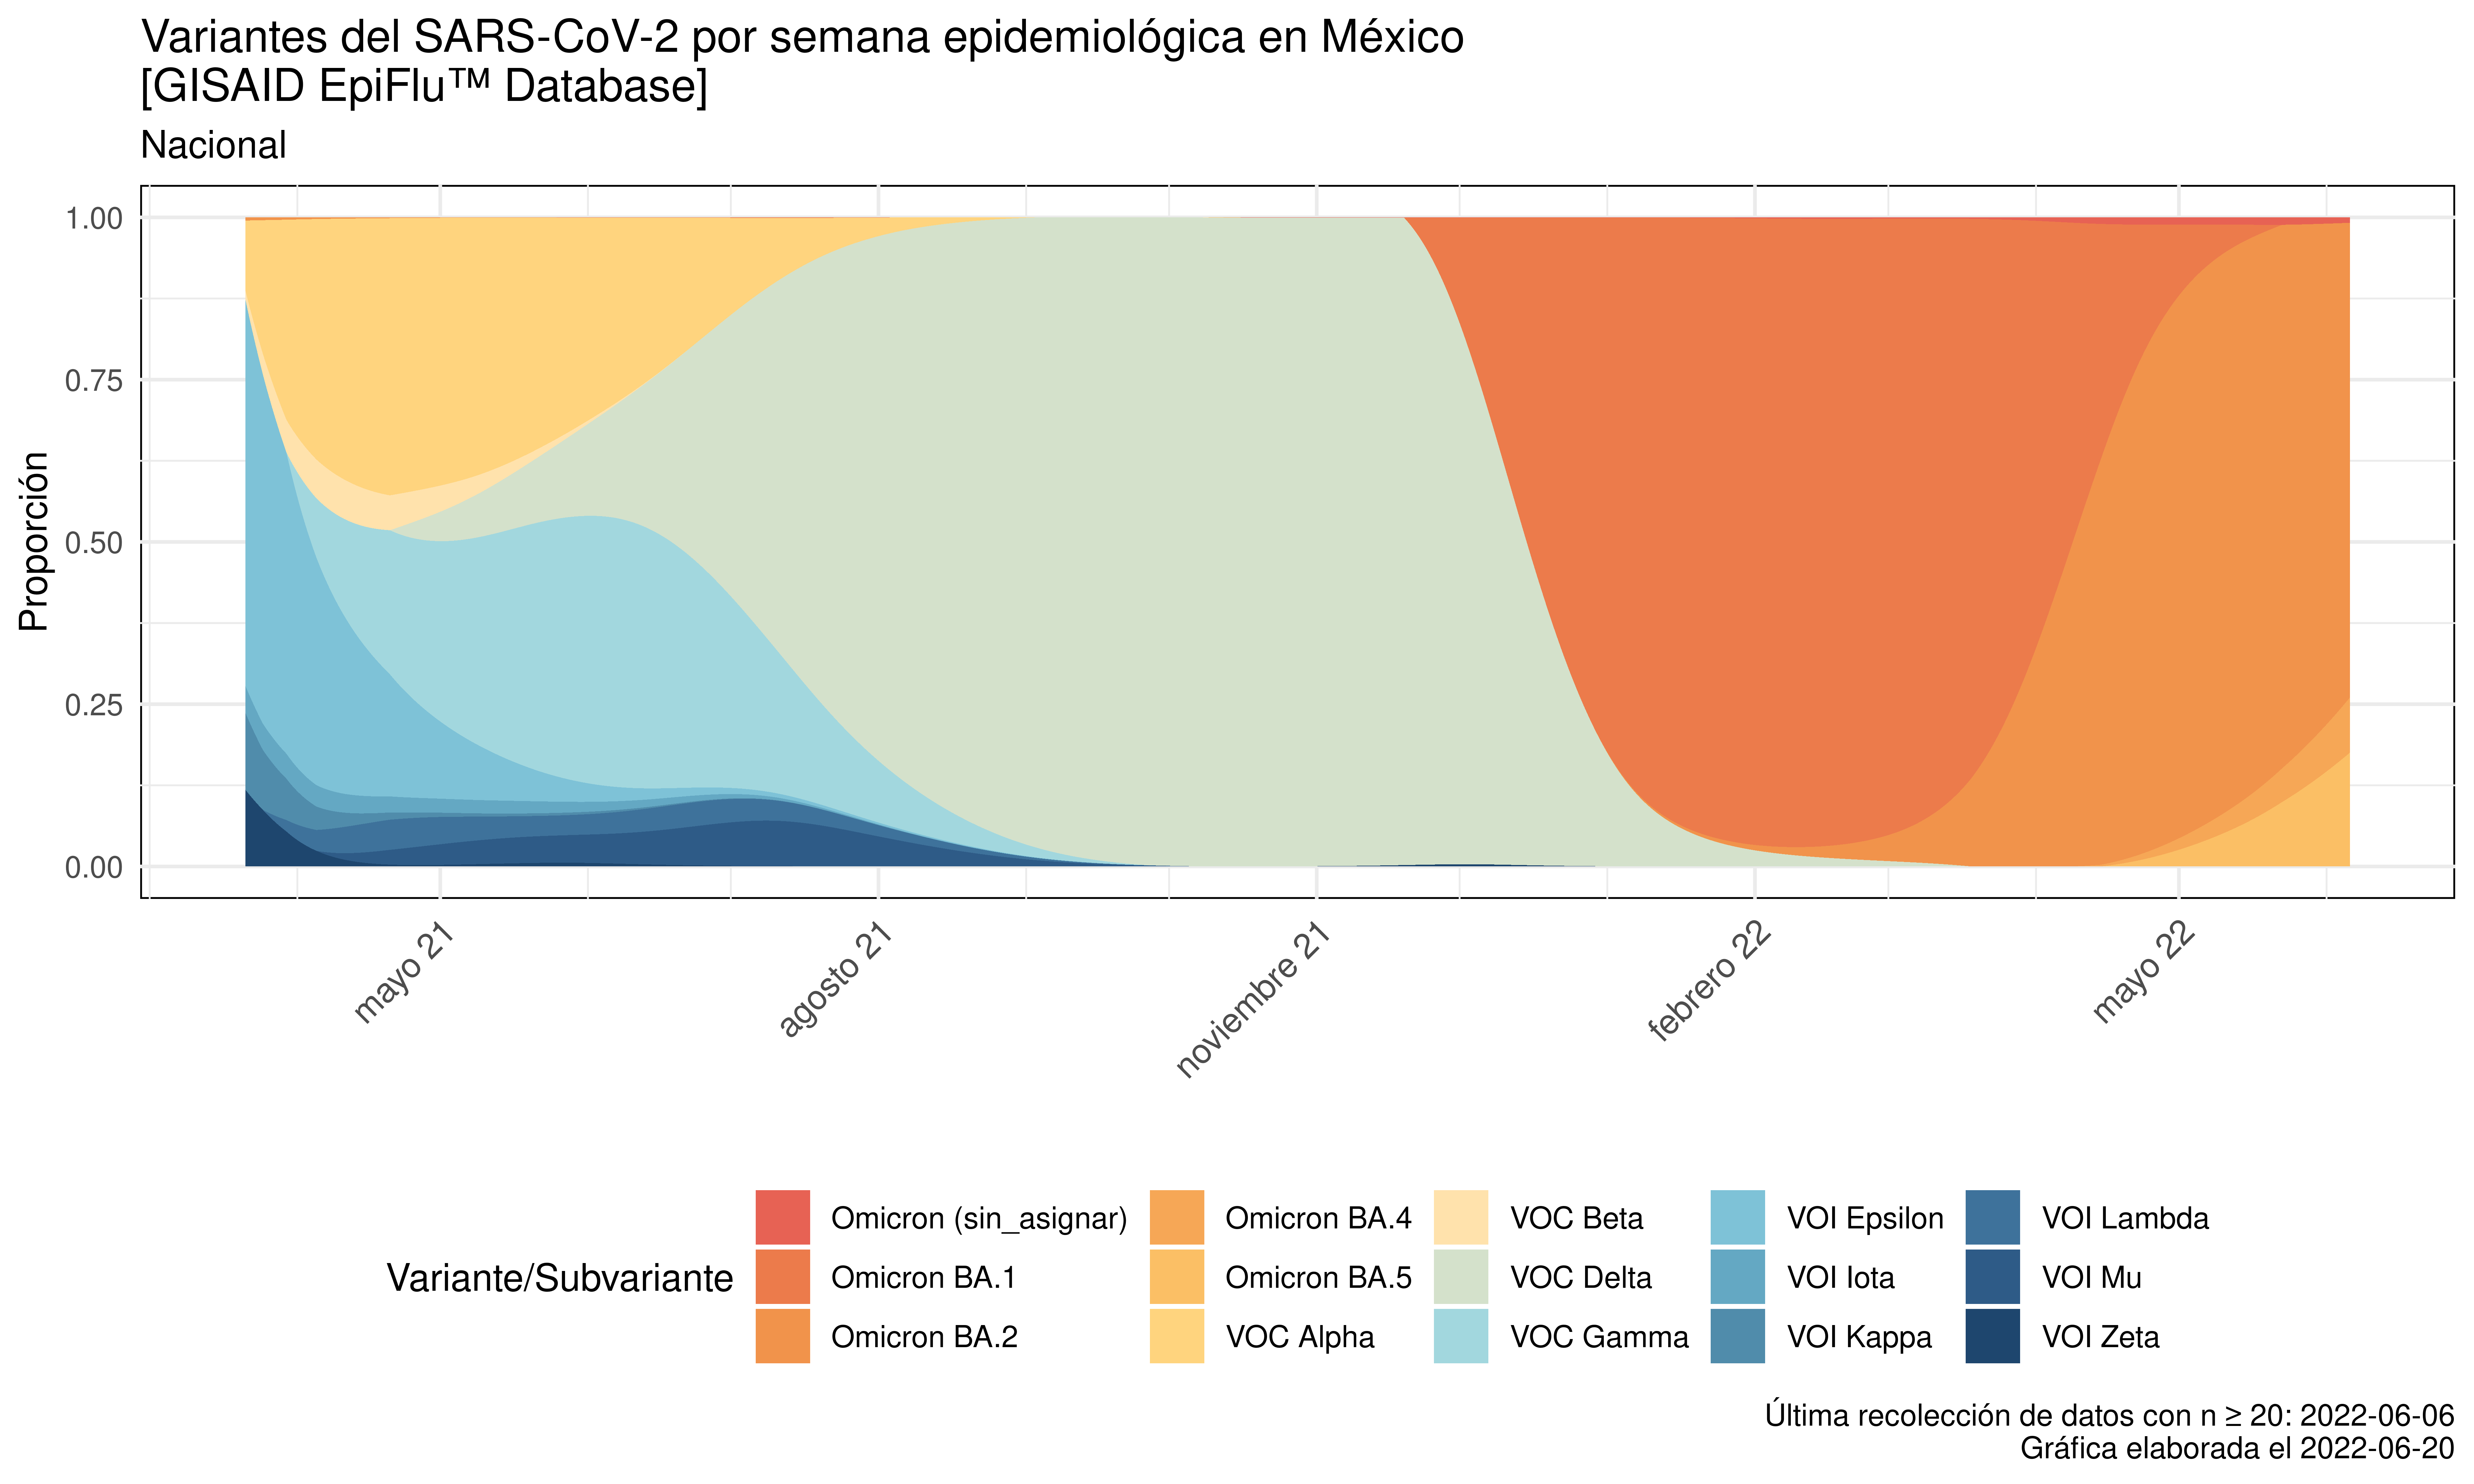 Variantes del SARS-CoV-2 por semana epidemiológica en México
[GISAID EpiFlu™ Database]
Nacional
Proporción
1.00
0.75
0.50
0.25
0.00
mayo 21
agosto 21
noviembre 21
febrero 22
mayo 22
Variante/Subvariante
Omicron (sin_asignar)
Omicron BA.1
Omicron BA.2
Omicron BA.4
Omicron BA.5
VOC Alpha
VOC Beta
VOC Delta
VOC Gamma
VOI Epsilon
VOI Iota
VOI Kappa
VOI Lambda
VOI Mu
VOI Zeta
Última recolección de datos con n ≥ 20: 2022-06-06
Gráfica elaborada el 2022-06-20